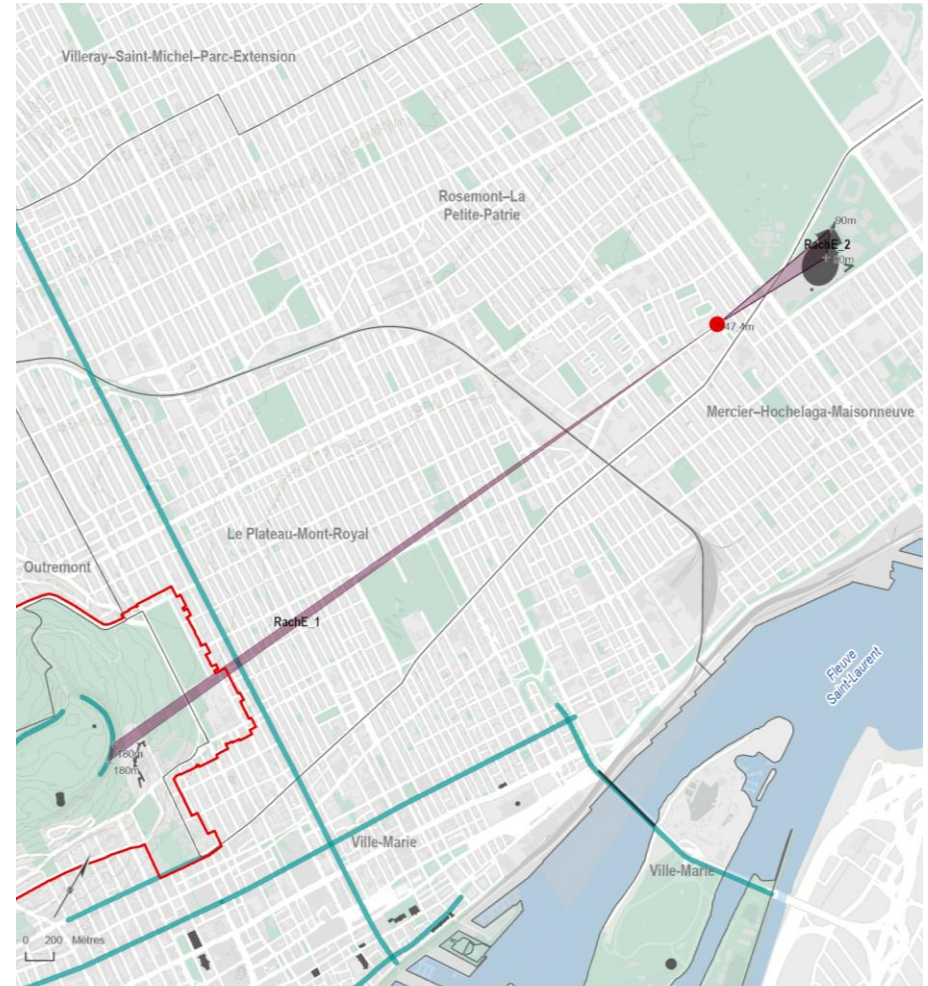 Villeray–Saint-Michel–Parc-Extension
Rosemont–La
Petite-Patrie
90m
RachE_2
47.4m
Mercier–Hochelaga-Maisonneuve
Le Plateau-Mont-Royal
Outremont
RachE_1
Fleuve
Saint-Laurent
180m
180m
Ville-Marie
Ville-Marie
0 200 Mètres